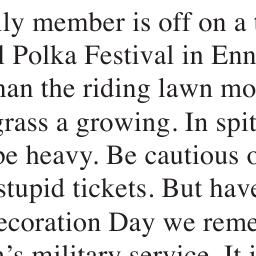 ily member is off on a t
l Polka Festival in Enn
han the riding lawn mo
grass a growing. In spit
be heavy. Be cautious o
stupid tickets. But have
ecoration Day we reme
n's military service. It i